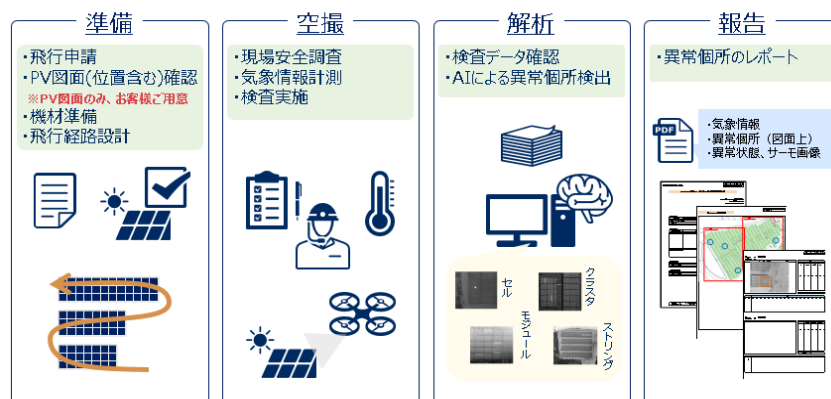 準備
・飛行申請
・PV図面(位置含む)確認
※PV図面のみ、お客様ご用意
・機材準備
・飛行経路設計
空撮
・現場安全調査
・気象情報計測
・検査実施
解析
・検査データ確認
・AIによる異常個所検出
セル
クラスタ
モジュール
ストリング
報告
・異常個所のレポート
PDF
・気象情報
・異常個所（図面上）
・異常状態、サーモ画像